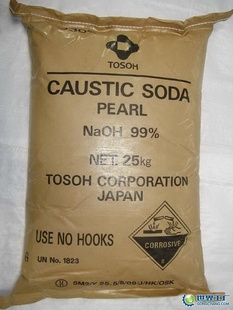 TOSOH
CAUSTIC SODA
PEARL
NaOH 99%
NET 25kg
TOSOH CORPORATION
JAPAN
USE NO HOOKS
CORROSIVE
UN No. 1823